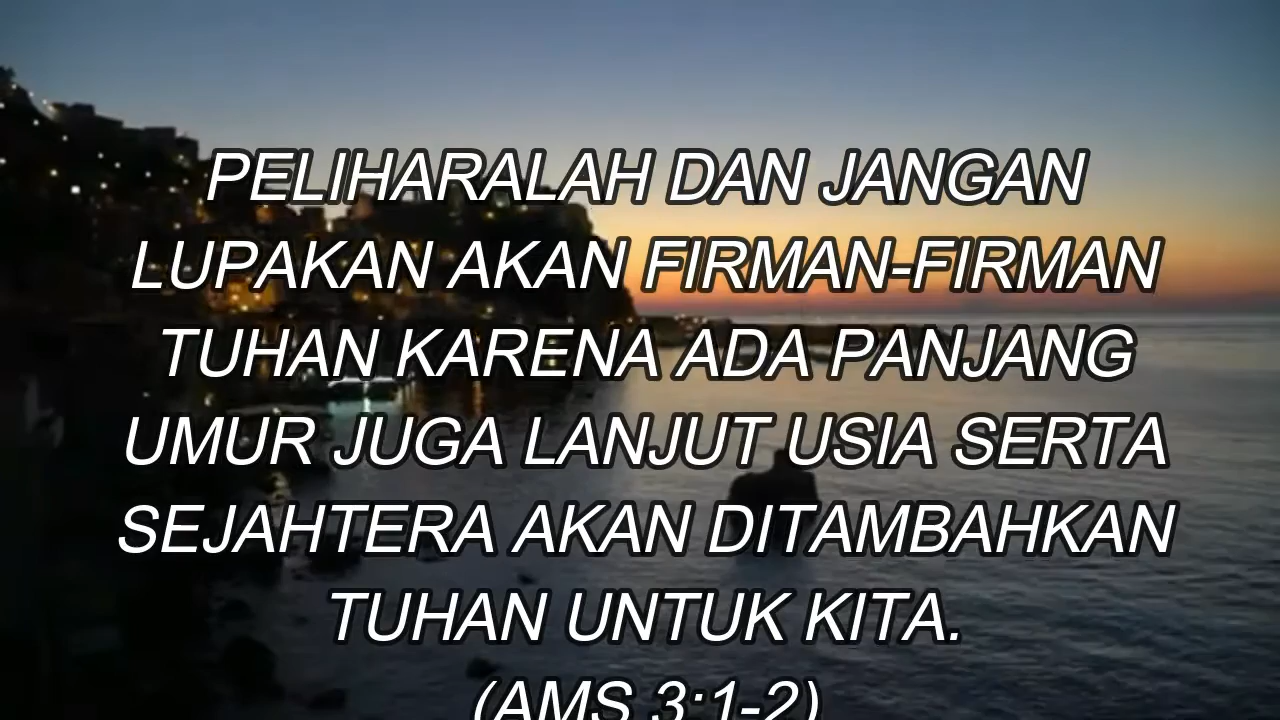 PELIHARALAH DAN JANGAN
LUPAKAN AKAN FIRMAN-FIRMAN
TUHAN KARENA ADA PANJANG
UMUR JUGA LANJUT USIA SERTA
SEJAHTERA AKAN DITAMBAHKAN
TUHAN UNTUK KITA.
(AMS 3:1-2)